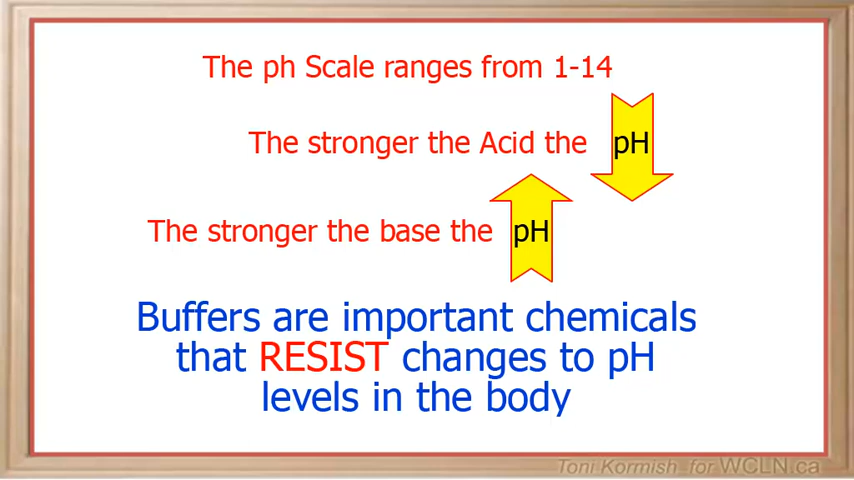 The ph Scale ranges from 1-14
The stronger the Acid the pH
The stronger the base the pH
Buffers are important chemicals
that RESIST changes to pH
levels in the body
Toni Kormish for WCLN.ca